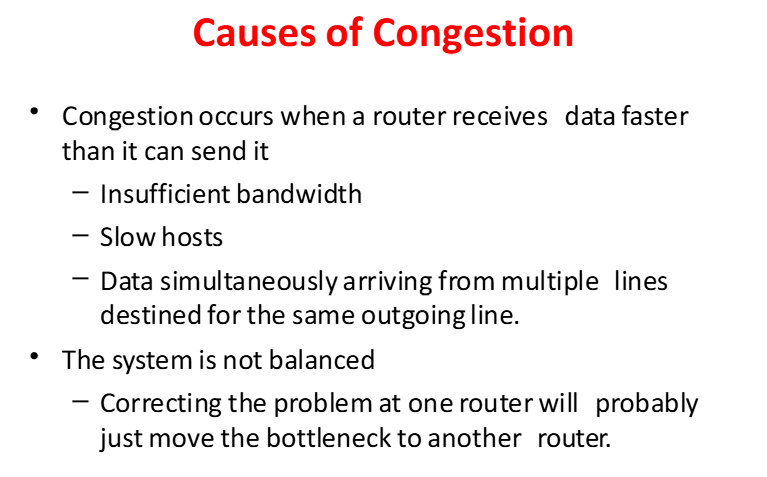 Causes of Congestion
• Congestion occurs when a router receives data faster
than it can send it
– Insufficient bandwidth
– Slow hosts
– Data simultaneously arriving from multiple lines
destined for the same outgoing line.
• The system is not balanced
– Correcting the problem at one router will probably
just move the bottleneck to another router.